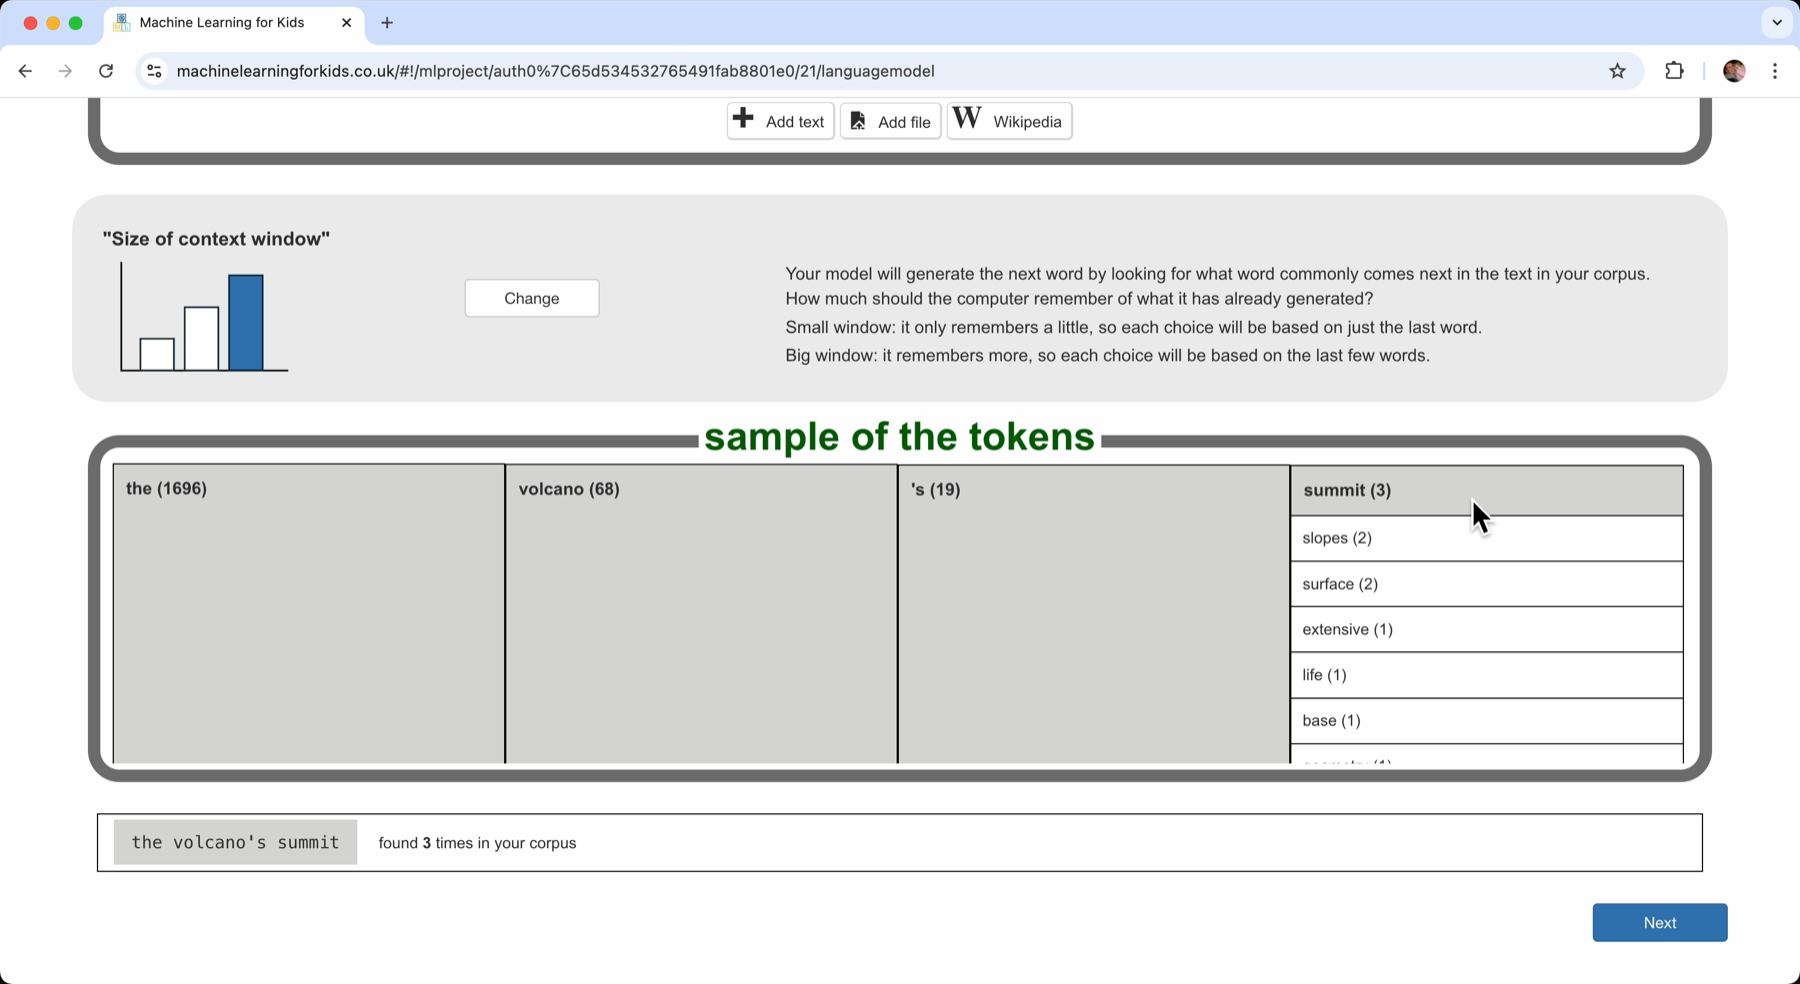 Machine Learning for Kids
machinelearningforkids.co.uk/#!/mlproject/auth0%7C65d534532765491fab8801e0/21/languagemodel
Add text
Add file
W Wikipedia
"Size of context window"
Change
Your model will generate the next word by looking for what word commonly comes next in the text in your corpus.
How much should the computer remember of what it has already generated?
Small window: it only remembers a little, so each choice will be based on just the last word.
Big window: it remembers more, so each choice will be based on the last few words.
sample of the tokens
the (1696)
volcano (68)
's (19)
summit (3)
slopes (2)
surface (2)
extensive (1)
life (1)
base (1)
the volcano's summit found 3 times in your corpus
Next